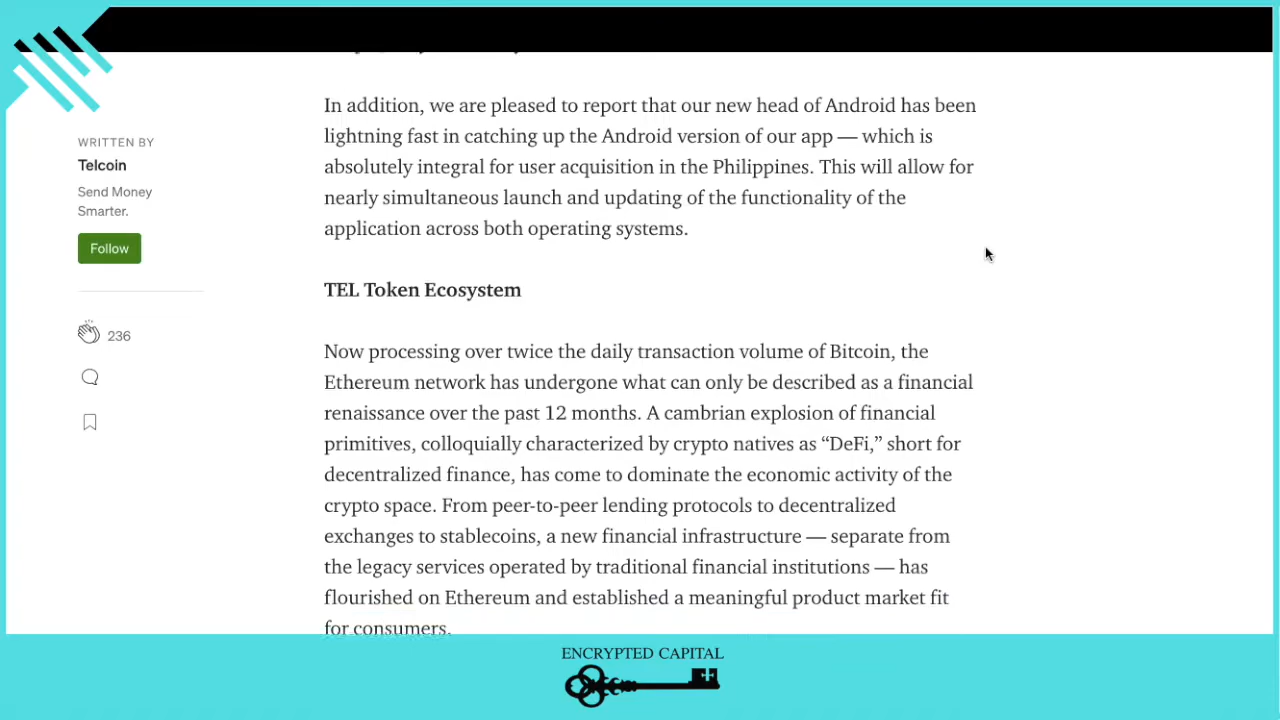 In addition, we are pleased to report that our new head of Android has been
lightning fast in catching up the Android version of our app — which is
absolutely integral for user acquisition in the Philippines. This will allow for
nearly simultaneous launch and updating of the functionality of the
application across both operating systems.
WRITTEN BY
Telcoin
Send Money
Smarter.
Follow
236
TEL Token Ecosystem
Now processing over twice the daily transaction volume of Bitcoin, the
Ethereum network has undergone what can only be described as a financial
renaissance over the past 12 months. A cambrian explosion of financial
primitives, colloquially characterized by crypto natives as “DeFi,” short for
decentralized finance, has come to dominate the economic activity of the
crypto space. From peer-to-peer lending protocols to decentralized
exchanges to stablecoins, a new financial infrastructure — separate from
the legacy services operated by traditional financial institutions — has
flourished on Ethereum and established a meaningful product market fit
for consumers.
ENCRYPTED CAPITAL